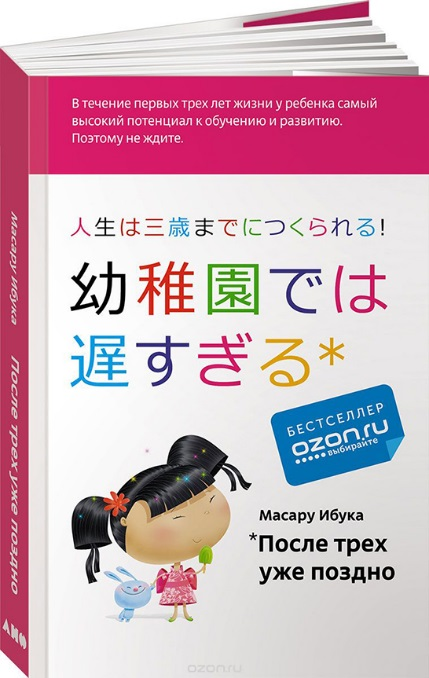 В течение первых трех лет жизни у ребенка самый
высокий потенциал к обучению и развитию.
Поэтому не ждите.
人生は三歳までにつくられる!
幼稚園では
遅すぎる*
БЕСТСЕЛЛЕР
ozon.ru
выбирайте
Масару Ибука
*После трех
уже поздно
Масару Ибука
После трех уже поздно
АНФ
ozon.ru